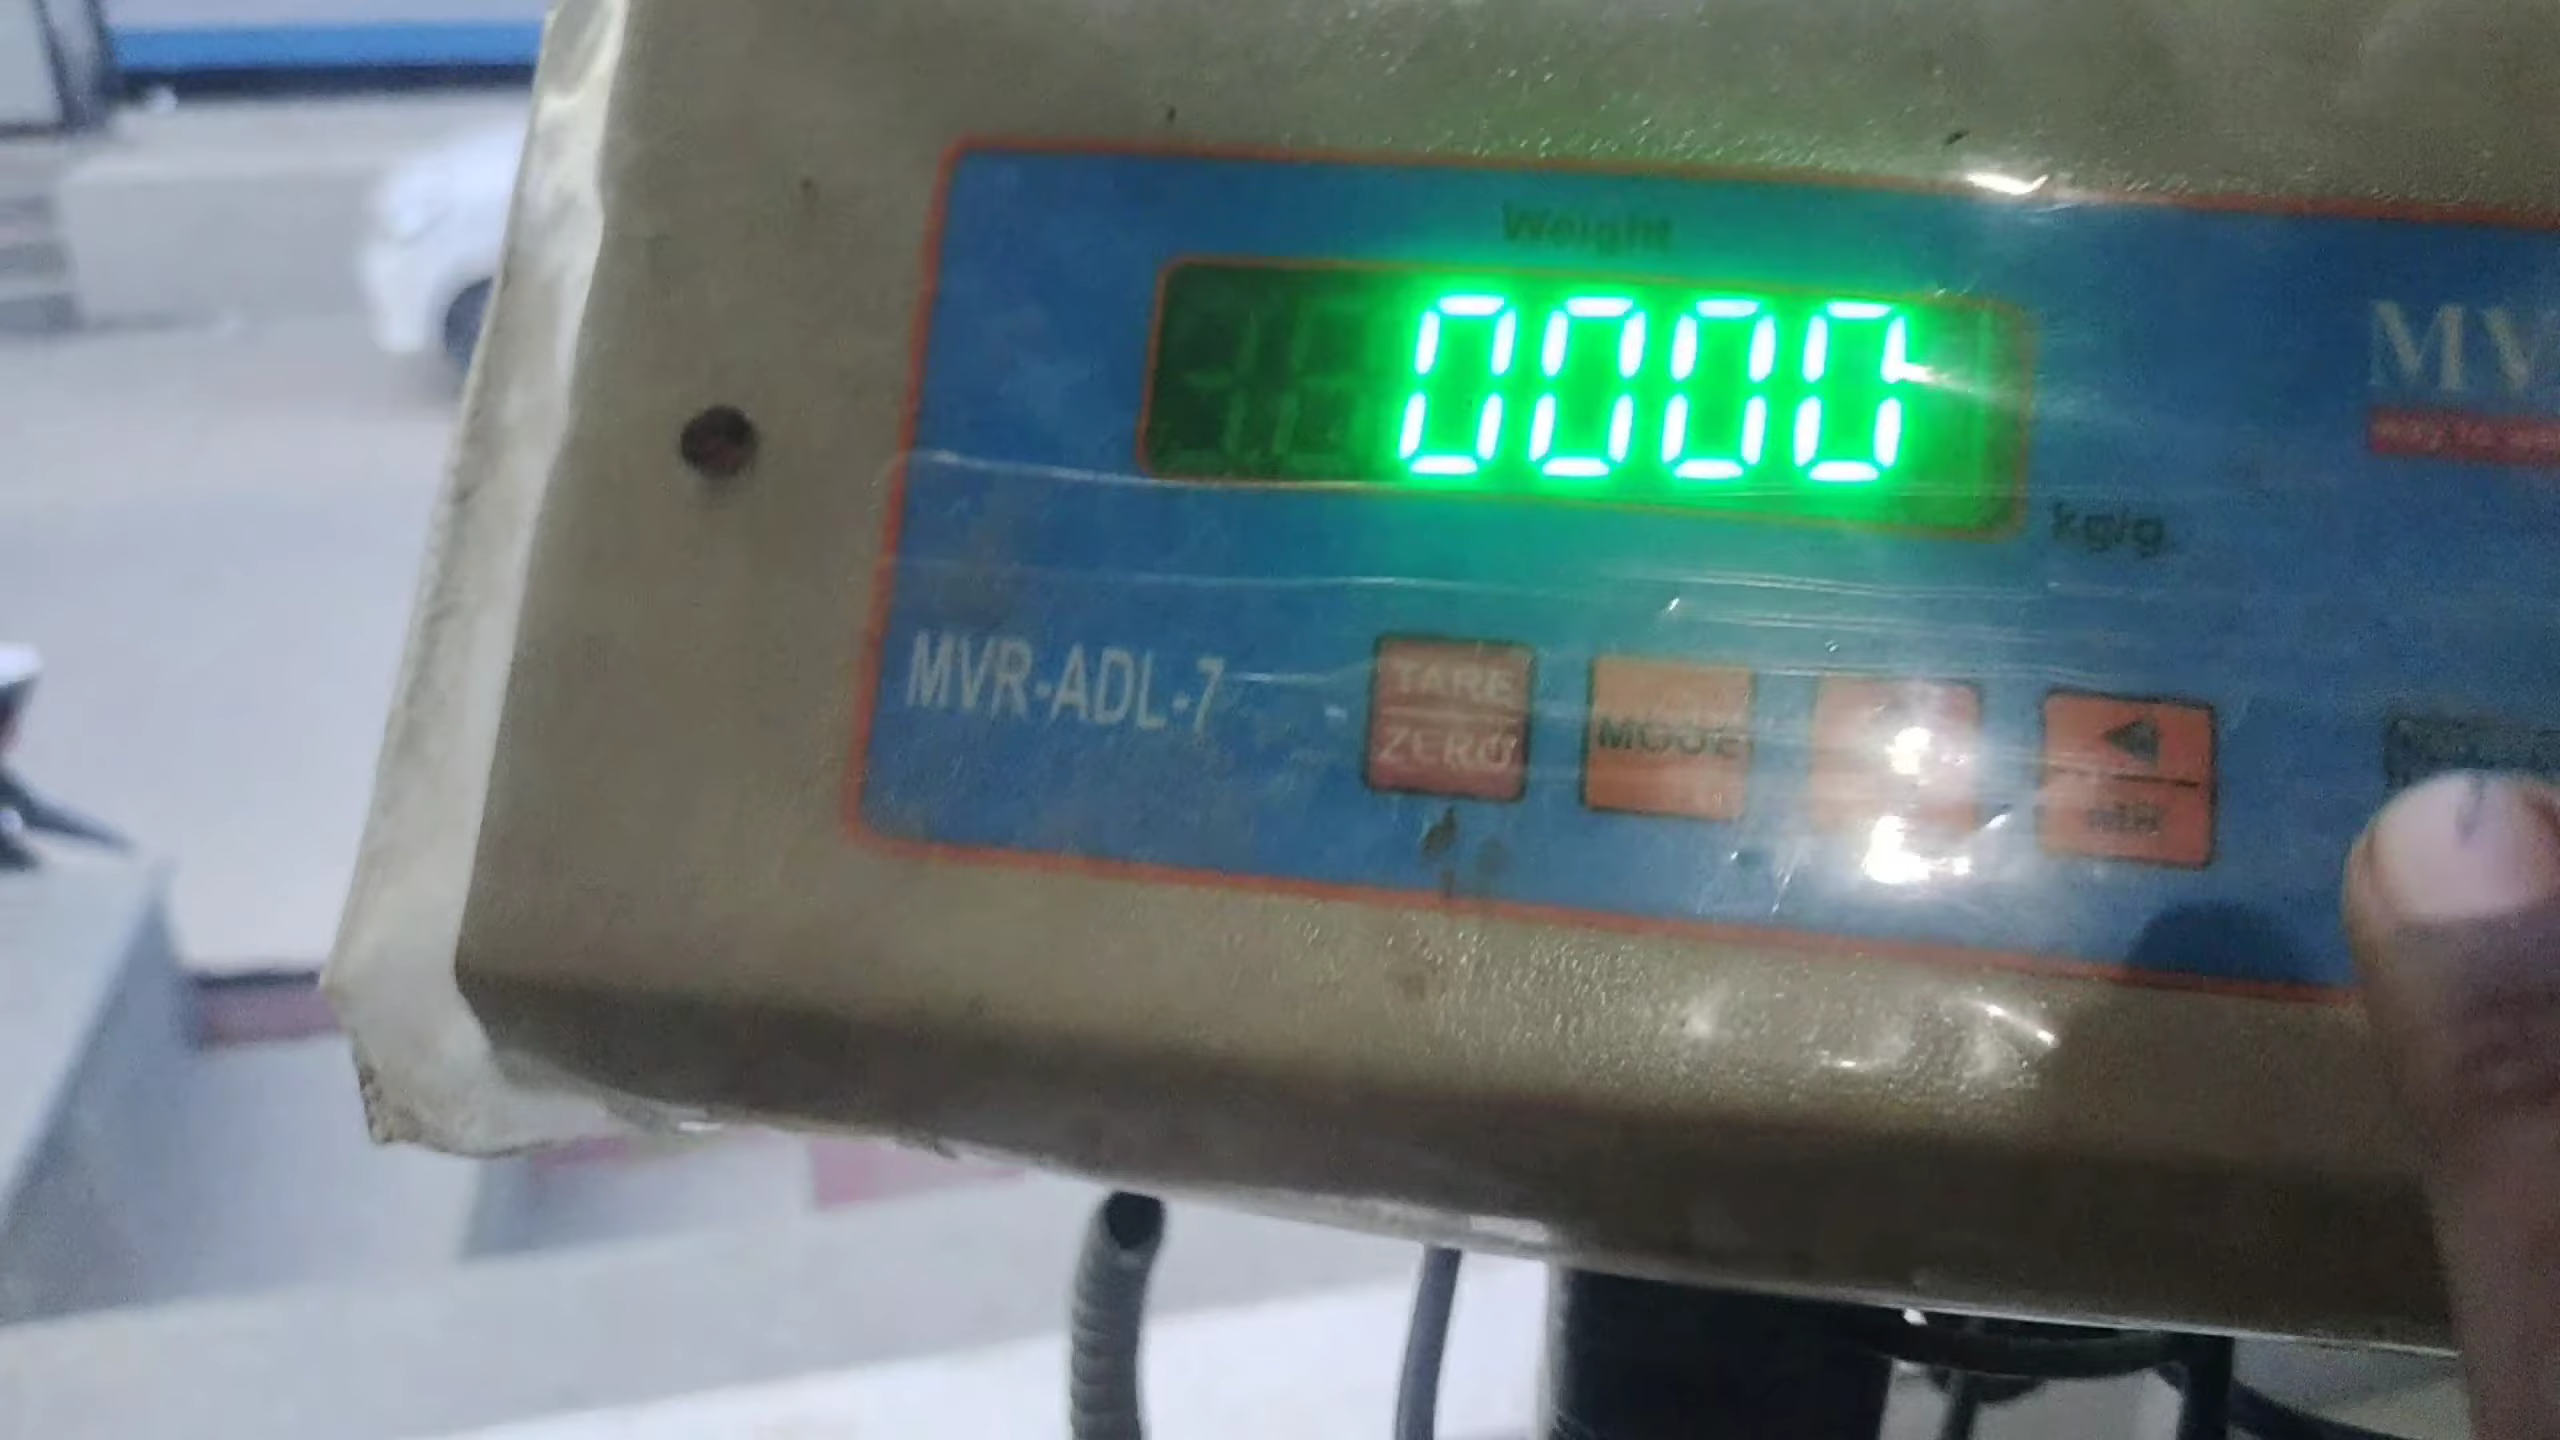 Weight
0000
MV
kg/g
MVR-ADL-7
TARE
ZERO
MODE